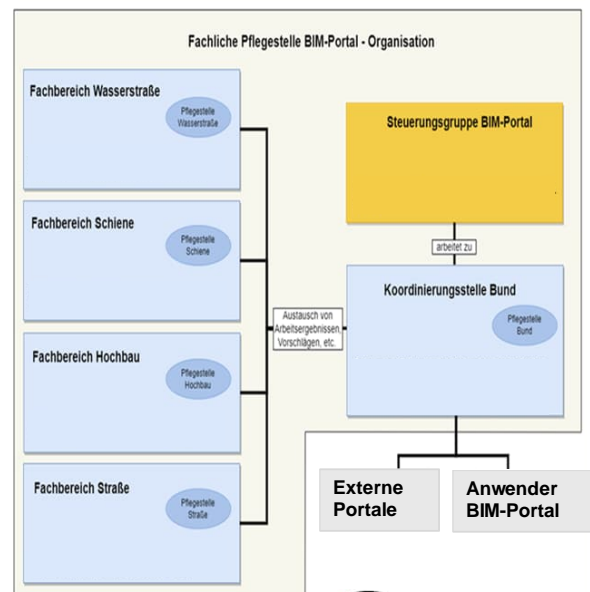 Fachliche Pflegestelle BIM-Portal - Organisation
Fachbereich Wasserstraße
Pflegestelle
Wasserstraße
Fachbereich Schiene
Pflegestelle
Schiene
Fachbereich Hochbau
Pflegestelle
Hochbau
Fachbereich Straße
Pflegestelle
Straße
Austausch von
Arbeitsergebnissen,
Vorschlägen, etc.
Steuerungsgruppe BIM-Portal
arbeitet zu
Koordinierungsstelle Bund
Pflegestelle
Bund
Externe
Portale
Anwender
BIM-Portal